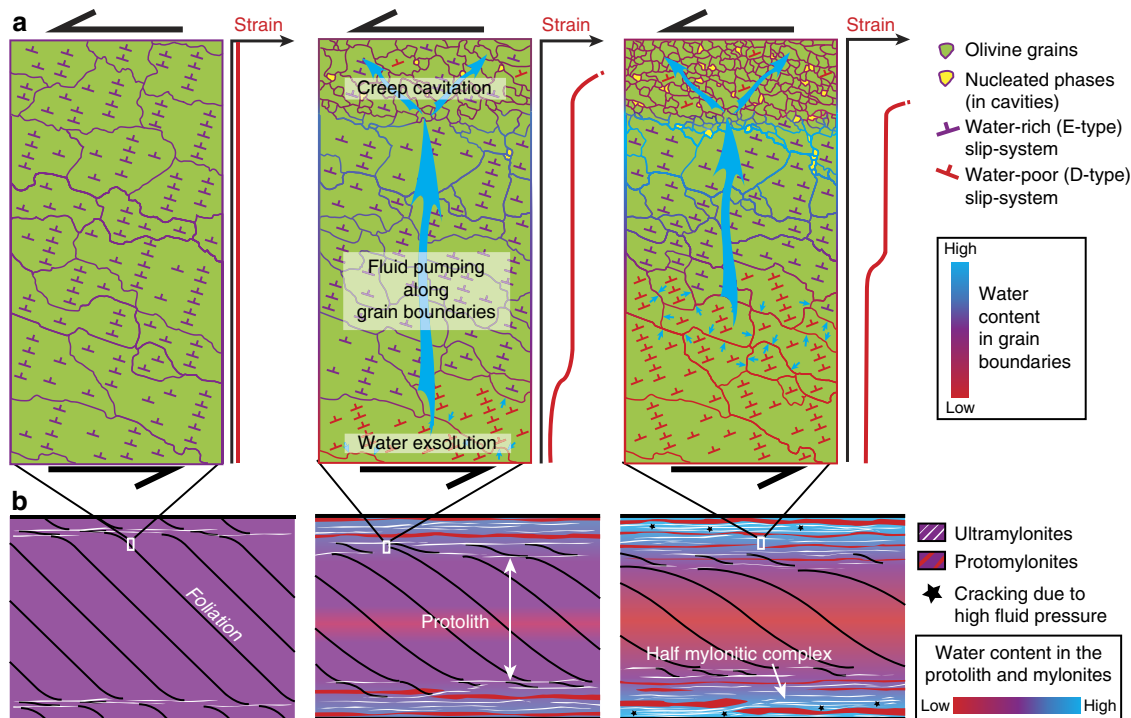 a
Strain
Strain
Strain
Creep cavitation
Fluid pumping
along
grain boundaries
Water exsolution
Olivine grains
Nucleated phases
(in cavities)
Water-rich (E-type)
slip-system
Water-poor (D-type)
slip-system
High
Water
content
in grain
boundaries
Low
b
Foliation
Protolith
Half mylonitic complex
Ultramylonites
Protomylonites
Cracking due to
high fluid pressure
Water content in the
protolith and mylonites
Low High